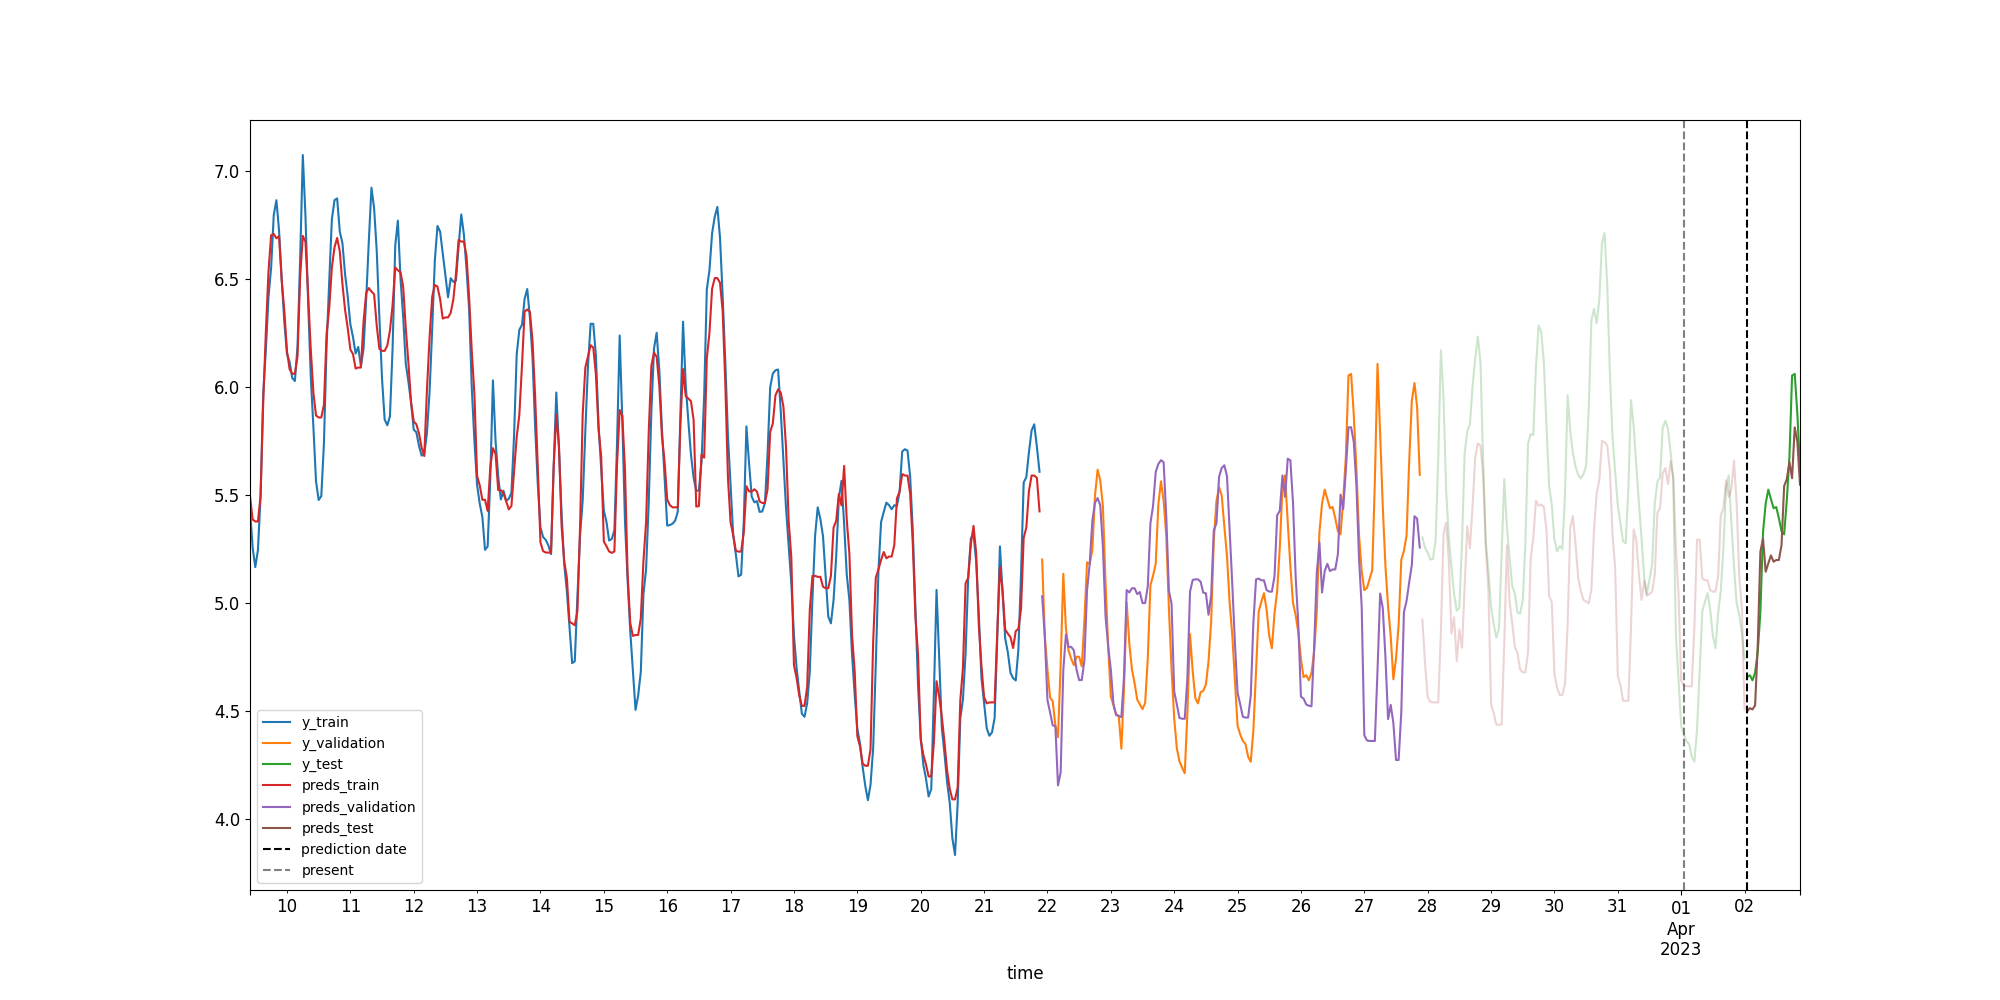 7.0
6.5
6.0
5.5
5.0
4.5
4.0
y_train
y_validation
y_test
preds_train
preds_validation
preds_test
prediction date
present
10 11 12 13 14 15 16 17 18 19 20 21 22 23 24 25 26 27 28 29 30 31 01 02
Apr
2023
time